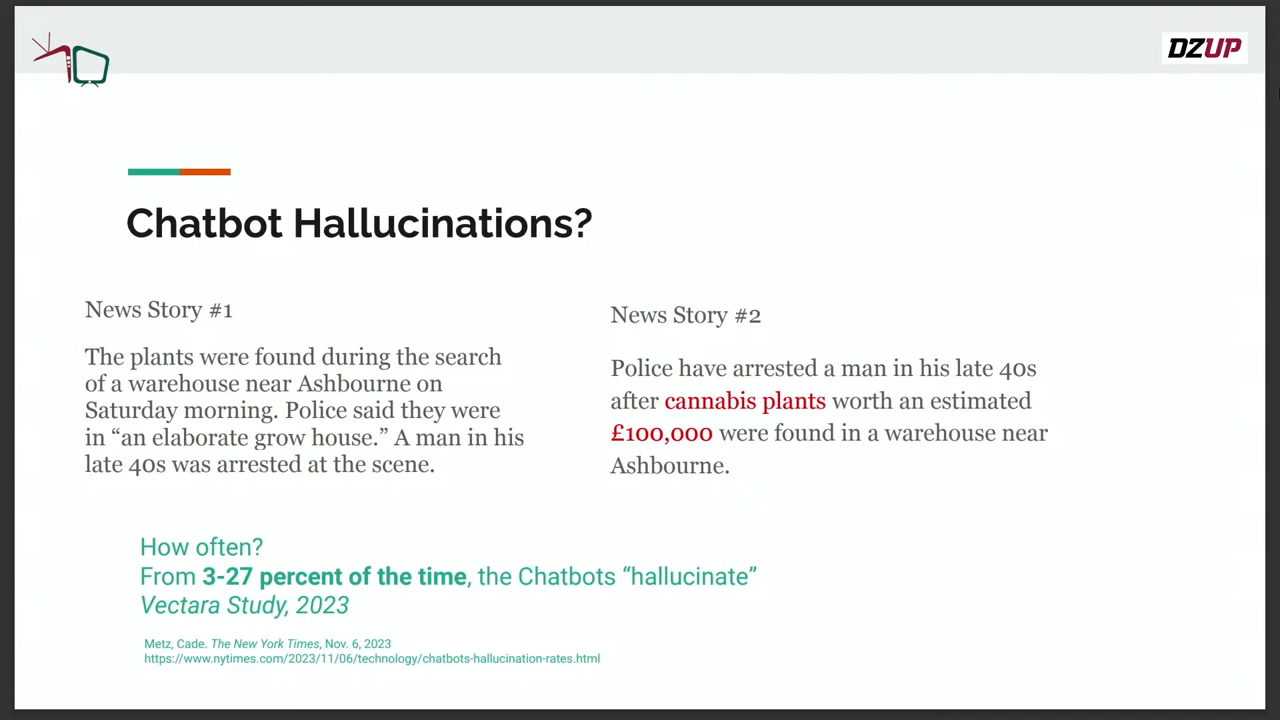 DZUP
Chatbot Hallucinations?
News Story #1
The plants were found during the search
of a warehouse near Ashbourne on
Saturday morning. Police said they were
in “an elaborate grow house.” A man in his
late 40s was arrested at the scene.
News Story #2
Police have arrested a man in his late 40s
after cannabis plants worth an estimated
£100,000 were found in a warehouse near
Ashbourne.
How often?
From 3-27 percent of the time, the Chatbots “hallucinate”
Vectara Study, 2023
Metz, Cade. The New York Times, Nov. 6, 2023
https://www.nytimes.com/2023/11/06/technology/chatbots-hallucination-rates.html